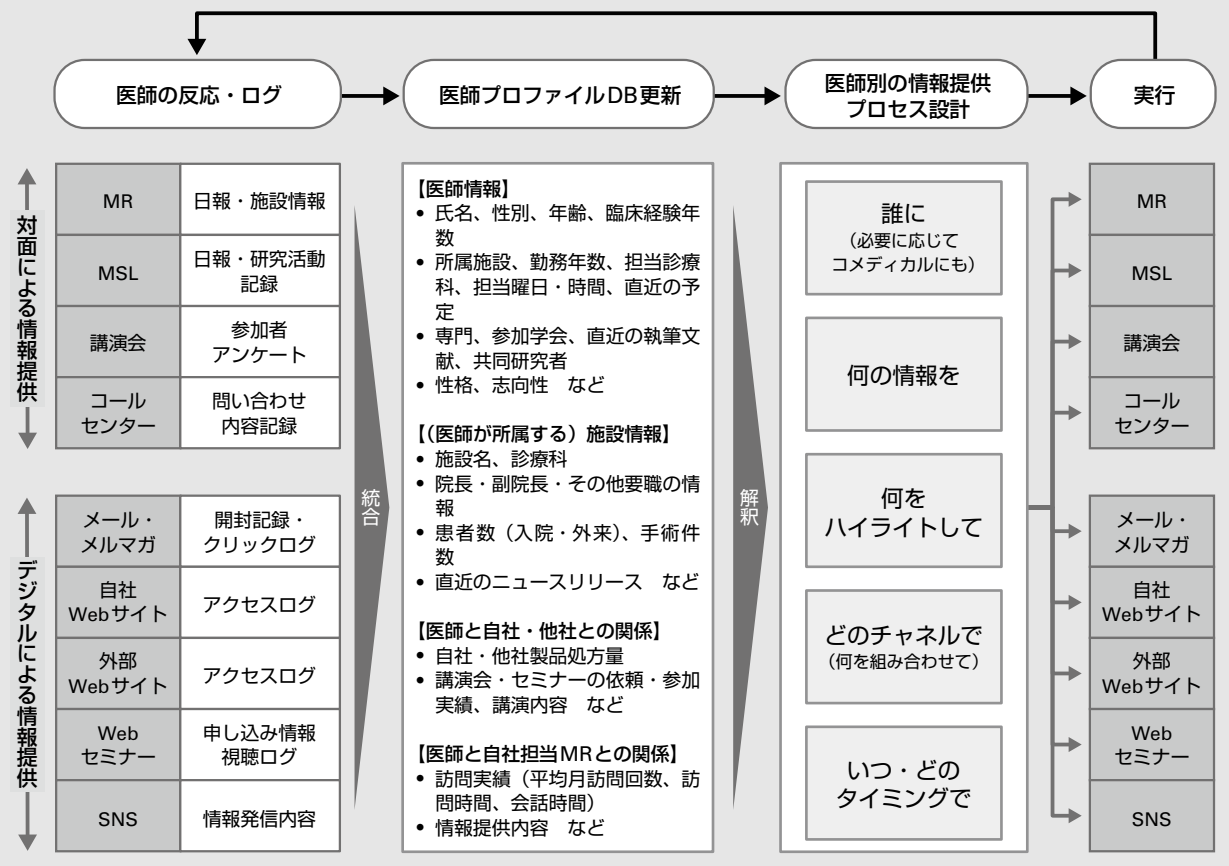 医師の反応・ログ
医師プロファイルDB更新
医師別の情報提供
プロセス設計
実行
対面による情報提供
MR
日報・施設情報
MSL
日報・研究活動
記録
講演会
参加者
アンケート
コール
センター
問い合わせ
内容記録
デジタルによる情報提供
メール・
メルマガ
開封記録・
クリックログ
自社
Webサイト
アクセスログ
外部
Webサイト
アクセスログ
Web
セミナー
申し込み情報
視聴ログ
SNS
情報発信内容
統合
【医師情報】
• 氏名、性別、年齢、臨床経験年
数
• 所属施設、勤務年数、担当診療
科、担当曜日・時間、直近の予
定
• 専門、参加学会、直近の執筆文
献、共同研究者
• 性格、志向性　など
【（医師が所属する）施設情報】
• 施設名、診療科
• 院長・副院長・その他要職の情
報
• 患者数（入院・外来）、手術件
数
• 直近のニュースリリース　など
【医師と自社・他社との関係】
• 自社・他社製品処方量
• 講演会・セミナーの依頼・参加
実績、講演内容　など
【医師と自社担当MRとの関係】
• 訪問実績（平均月訪問回数、訪
問時間、会話時間）
• 情報提供内容　など
解釈
誰に
（必要に応じて
コメディカルにも）
何の情報を
何を
ハイライトして
どのチャネルで
（何を組み合わせて）
いつ・どの
タイミングで
MR
MSL
講演会
コール
センター
メール・
メルマガ
自社
Webサイト
外部
Webサイト
Web
セミナー
SNS